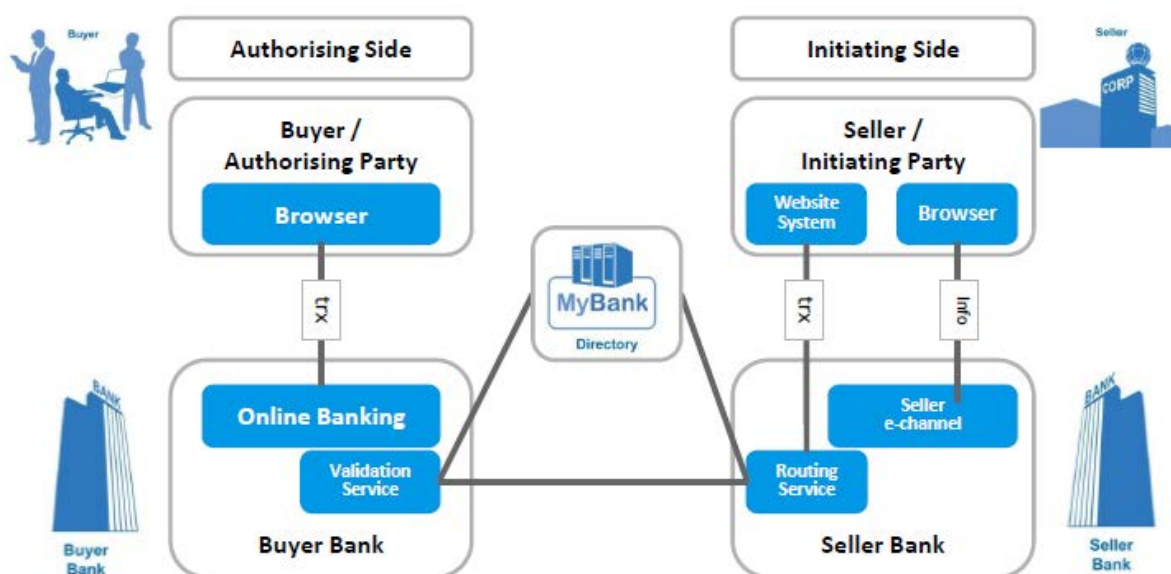 Buyer
Authorising Side
Initiating Side
Seller
CORP
Buyer /
Authorising Party
Browser
Seller /
Initiating Party
Website
System
Browser
trx
MyBank
Directory
trx
Info
BANK
Online Banking
Validation
Service
Buyer Bank
Seller
e-channel
Routing
Service
Seller Bank
BANK
Buyer
Bank
Seller
Bank